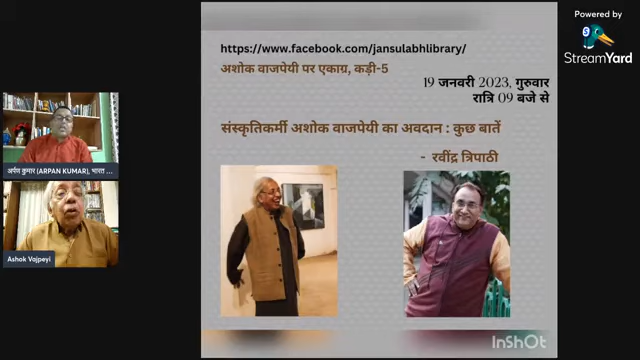 Powered by
StreamYard
https://www.facebook.com/jansulabhlibrary/
अशोक वाजपेयी पर एकाग्र, कड़ी-5
19 जनवरी 2023, गुरुवार
रात्रि 09 बजे से
संस्कृतिकर्मी अशोक वाजपेयी का अवदान : कुछ बातें
- रवींद्र त्रिपाठी
अर्पण कुमार (ARPAN KUMAR), भारत ...
Ashok Vajpeyi
InShOt